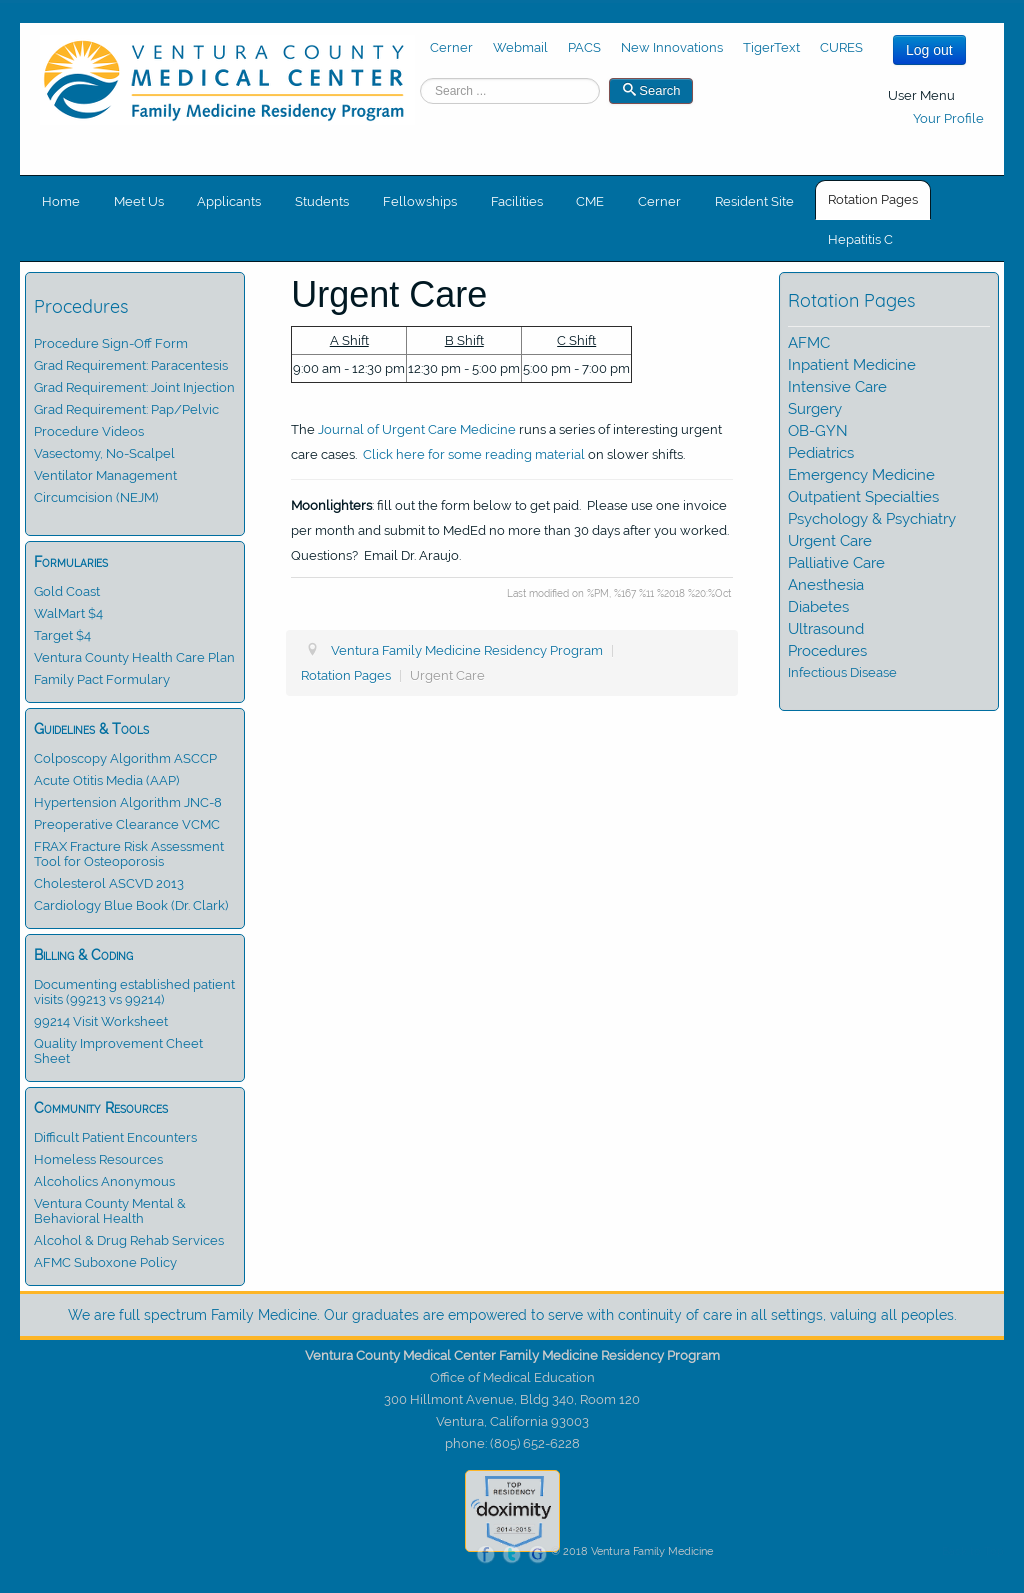 VENTURA COUNTY
MEDICAL CENTER
Family Medicine Residency Program
Cerner Webmail PACS New Innovations TigerText CURES
Log out
Search ...
Search
User Menu
Your Profile
Home Meet Us Applicants Students Fellowships Facilities CME Cerner Resident Site Rotation Pages
Hepatitis C
Procedures
Procedure Sign-Off Form
Grad Requirement: Paracentesis
Grad Requirement: Joint Injection
Grad Requirement: Pap/Pelvic
Procedure Videos
Vasectomy, No-Scalpel
Ventilator Management
Circumcision (NEJM)
Formularies
Gold Coast
WalMart $4
Target $4
Ventura County Health Care Plan
Family Pact Formulary
Guidelines & Tools
Colposcopy Algorithm ASCCP
Acute Otitis Media (AAP)
Hypertension Algorithm JNC-8
Preoperative Clearance VCMC
FRAX Fracture Risk Assessment
Tool for Osteoporosis
Cholesterol ASCVD 2013
Cardiology Blue Book (Dr. Clark)
Billing & Coding
Documenting established patient
visits (99213 vs 99214)
99214 Visit Worksheet
Quality Improvement Cheet
Sheet
Community Resources
Difficult Patient Encounters
Homeless Resources
Alcoholics Anonymous
Ventura County Mental &
Behavioral Health
Alcohol & Drug Rehab Services
AFMC Suboxone Policy
Urgent Care
A Shift B Shift C Shift
9:00 am - 12:30 pm 12:30 pm - 5:00 pm 5:00 pm - 7:00 pm
The Journal of Urgent Care Medicine runs a series of interesting urgent
care cases. Click here for some reading material on slower shifts.
Moonlighters: fill out the form below to get paid. Please use one invoice
per month and submit to MedEd no more than 30 days after you worked.
Questions? Email Dr. Araujo.
Last modified on %PM, %167 %11 %2018 %20:%Oct
Ventura Family Medicine Residency Program |
Rotation Pages | Urgent Care
Rotation Pages
AFMC
Inpatient Medicine
Intensive Care
Surgery
OB-GYN
Pediatrics
Emergency Medicine
Outpatient Specialties
Psychology & Psychiatry
Urgent Care
Palliative Care
Anesthesia
Diabetes
Ultrasound
Procedures
Infectious Disease
We are full spectrum Family Medicine. Our graduates are empowered to serve with continuity of care in all settings, valuing all peoples.
Ventura County Medical Center Family Medicine Residency Program
Office of Medical Education
300 Hillmont Avenue, Bldg 340, Room 120
Ventura, California 93003
phone: (805) 652-6228
TOP
RESIDENCY
doximity
2014-2015
f t G © 2018 Ventura Family Medicine